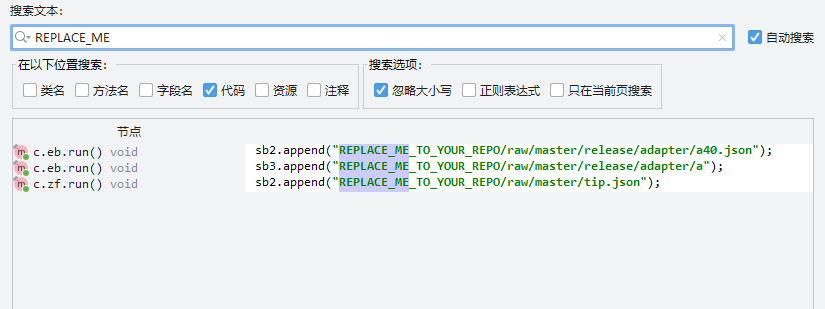 搜索文本:
REPLACE_ME
自动搜索
在以下位置搜索:
搜索选项:
类名 方法名 字段名 代码 资源 注释
忽略大小写 正则表达式 只在当前页搜索
节点
c.eb.run() void sb2.append("REPLACE_ME_TO_YOUR_REPO/raw/master/release/adapter/a40.json");
c.eb.run() void sb3.append("REPLACE_ME_TO_YOUR_REPO/raw/master/release/adapter/a");
c.zf.run() void sb2.append("REPLACE_ME_TO_YOUR_REPO/raw/master/tip.json");